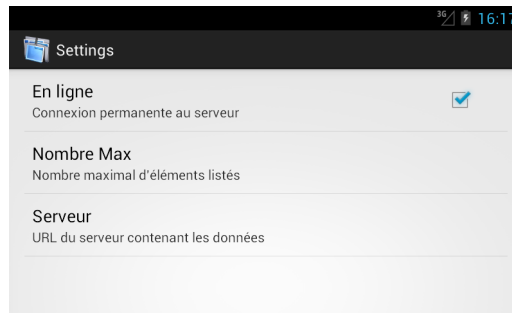 3G 16:17
Settings
En ligne
Connexion permanente au serveur
Nombre Max
Nombre maximal d'éléments listés
Serveur
URL du serveur contenant les données